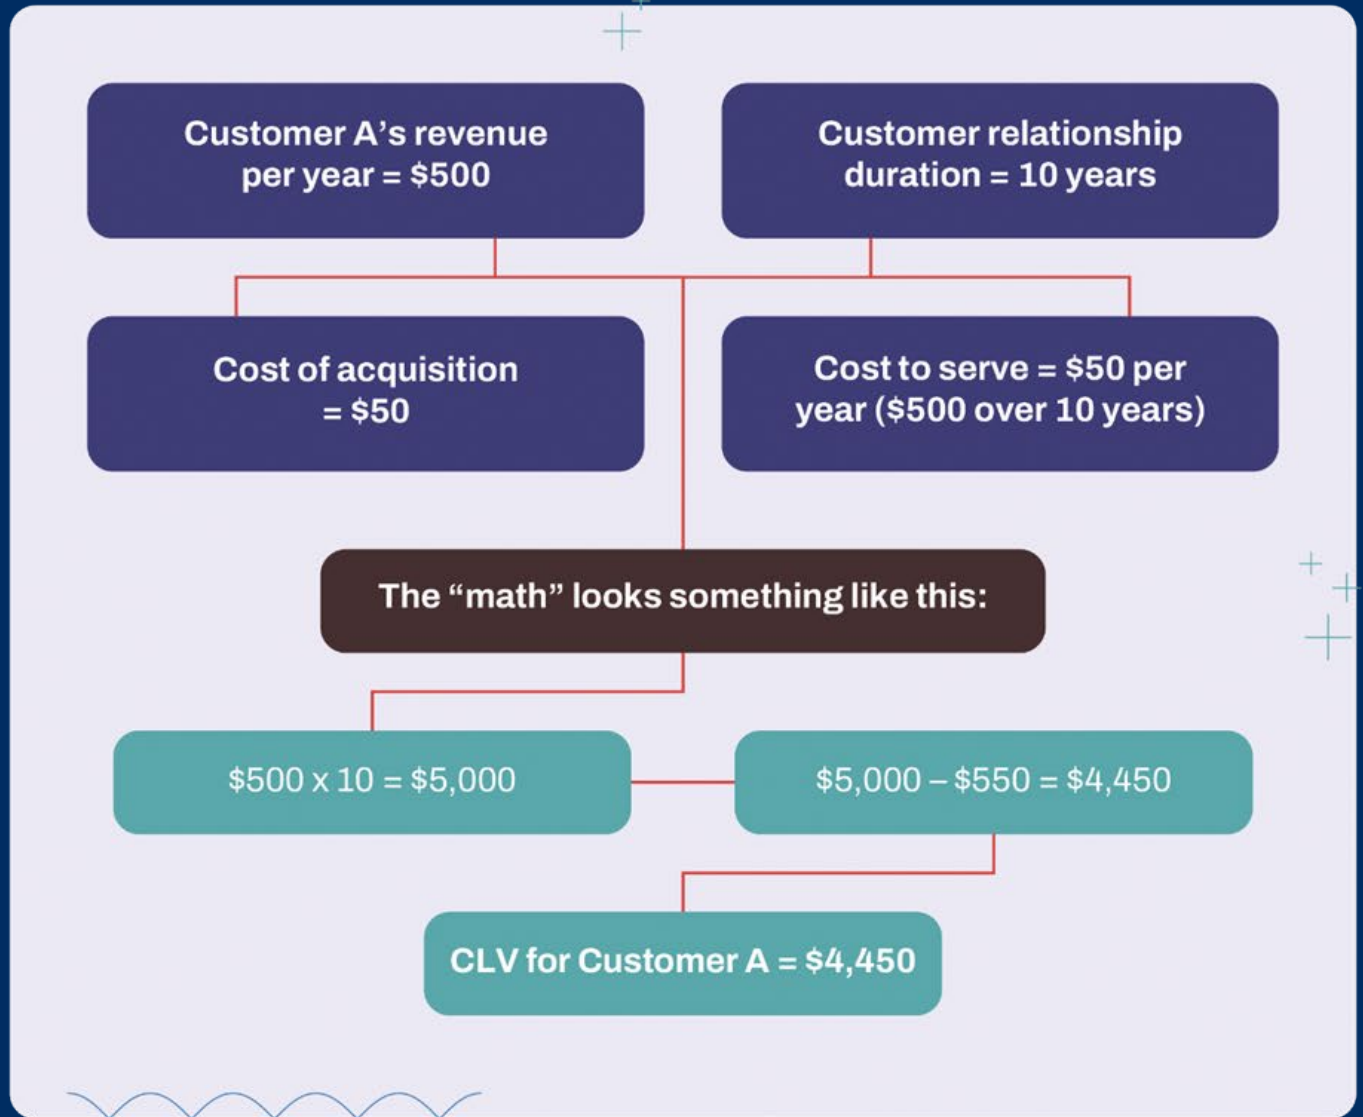 Customer A’s revenue
per year = $500
Customer relationship
duration = 10 years
Cost of acquisition
= $50
Cost to serve = $50 per
year ($500 over 10 years)
The “math” looks something like this:
$500 x 10 = $5,000
$5,000 – $550 = $4,450
CLV for Customer A = $4,450